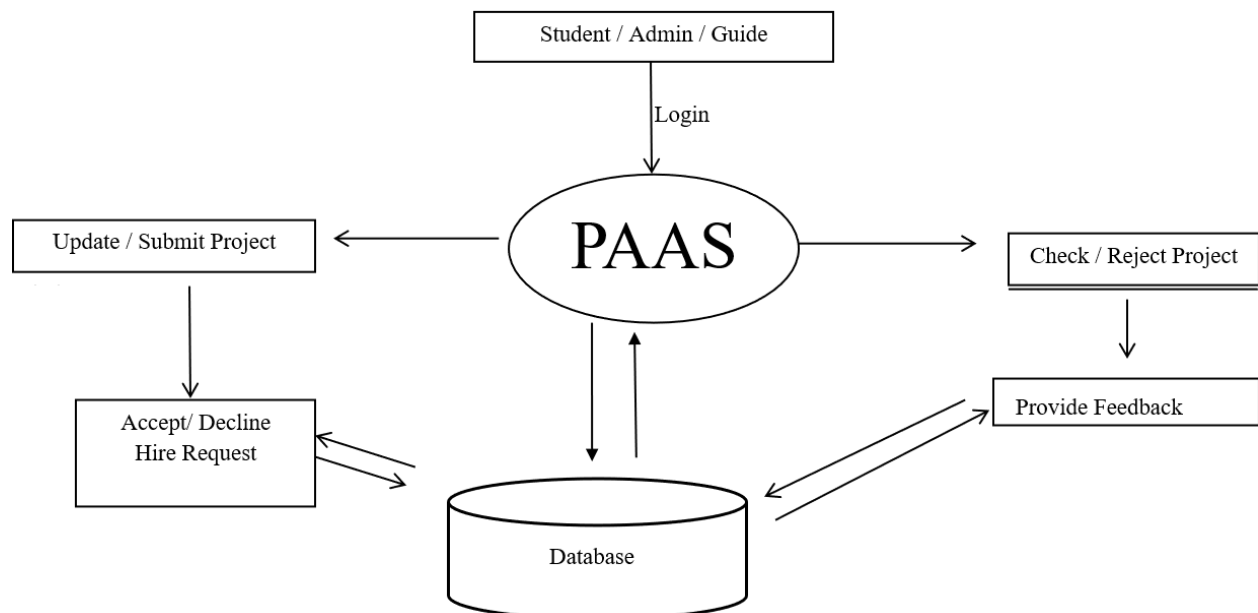 Student / Admin / Guide
Login
PAAS
Update / Submit Project
Check / Reject Project
Accept/ Decline
Hire Request
Provide Feedback
Database